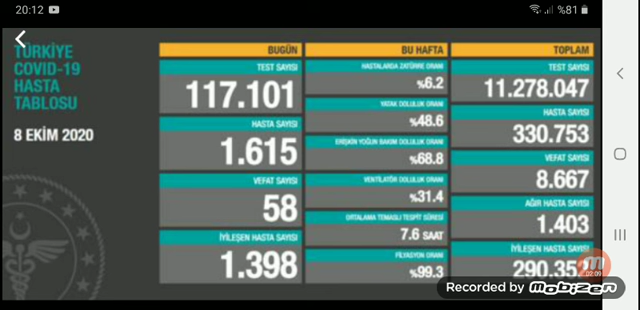 20:12
%81
TÜRKİYE
COVID-19
HASTA
TABLOSU
8 EKİM 2020
BUGÜN
TEST SAYISI
117.101
HASTA SAYISI
1.615
VEFAT SAYISI
58
İYİLEŞEN HASTA SAYISI
1.398
BU HAFTA
HASTALARDA ZATÜRRE ORANI
%6.2
YATAK DOLULUK ORANI
%48.6
ERİŞKİN YOĞUN BAKIM DOLULUK ORANI
%68.8
VENTİLATÖR DOLULUK ORANI
%31.4
ORTALAMA TEMASLI TESPİT SÜRESİ
7.6 SAAT
FİLYASYON ORANI
%99.3
TOPLAM
TEST SAYISI
11.278.047
HASTA SAYISI
330.753
VEFAT SAYISI
8.667
AĞIR HASTA SAYISI
1.403
İYİLEŞEN HASTA SAYISI
290.352
02:09
Recorded by Mobizen